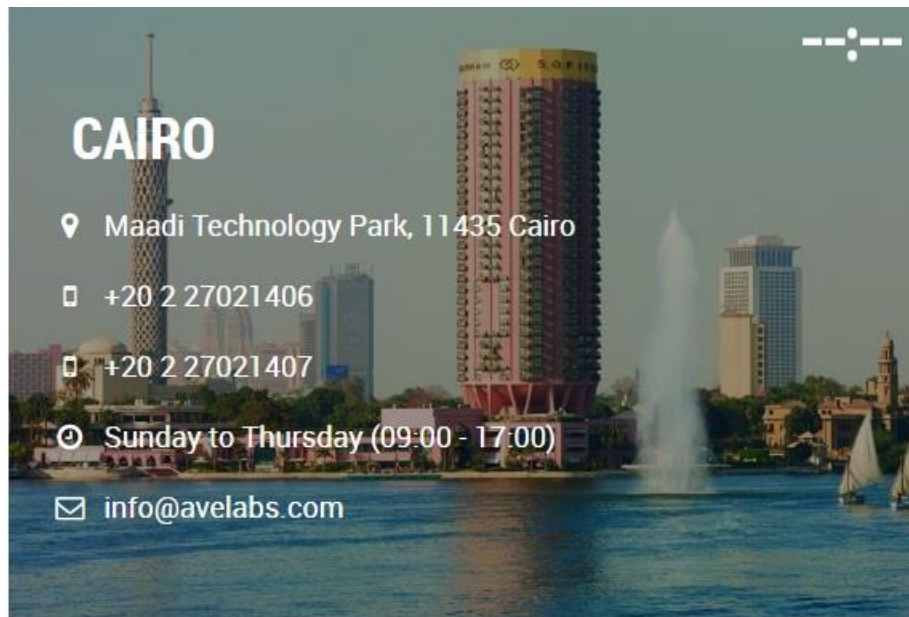 --:--
CAIRO
Maadi Technology Park, 11435 Cairo
+20 2 27021406
+20 2 27021407
Sunday to Thursday (09:00 - 17:00)
info@avelabs.com